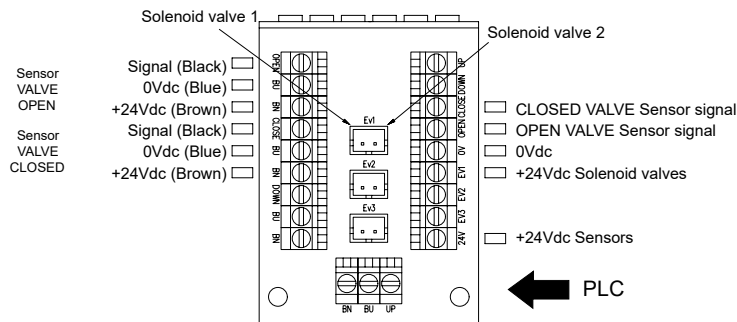 Solenoid valve 1
Solenoid valve 2
Sensor
VALVE
OPEN
Sensor
VALVE
CLOSED
Signal (Black)
0Vdc (Blue)
+24Vdc (Brown)
Signal (Black)
0Vdc (Blue)
+24Vdc (Brown)
OPEN
BU
BN
CLOSE
BU
BN
DOWN
BU
BN
Ev1
Ev2
Ev3
UP
DOWN
CLOSE
OPEN
0V
EV1
EV2
EV3
24V
CLOSED VALVE Sensor signal
OPEN VALVE Sensor signal
0Vdc
+24Vdc Solenoid valves
+24Vdc Sensors
PLC
BN BU UP